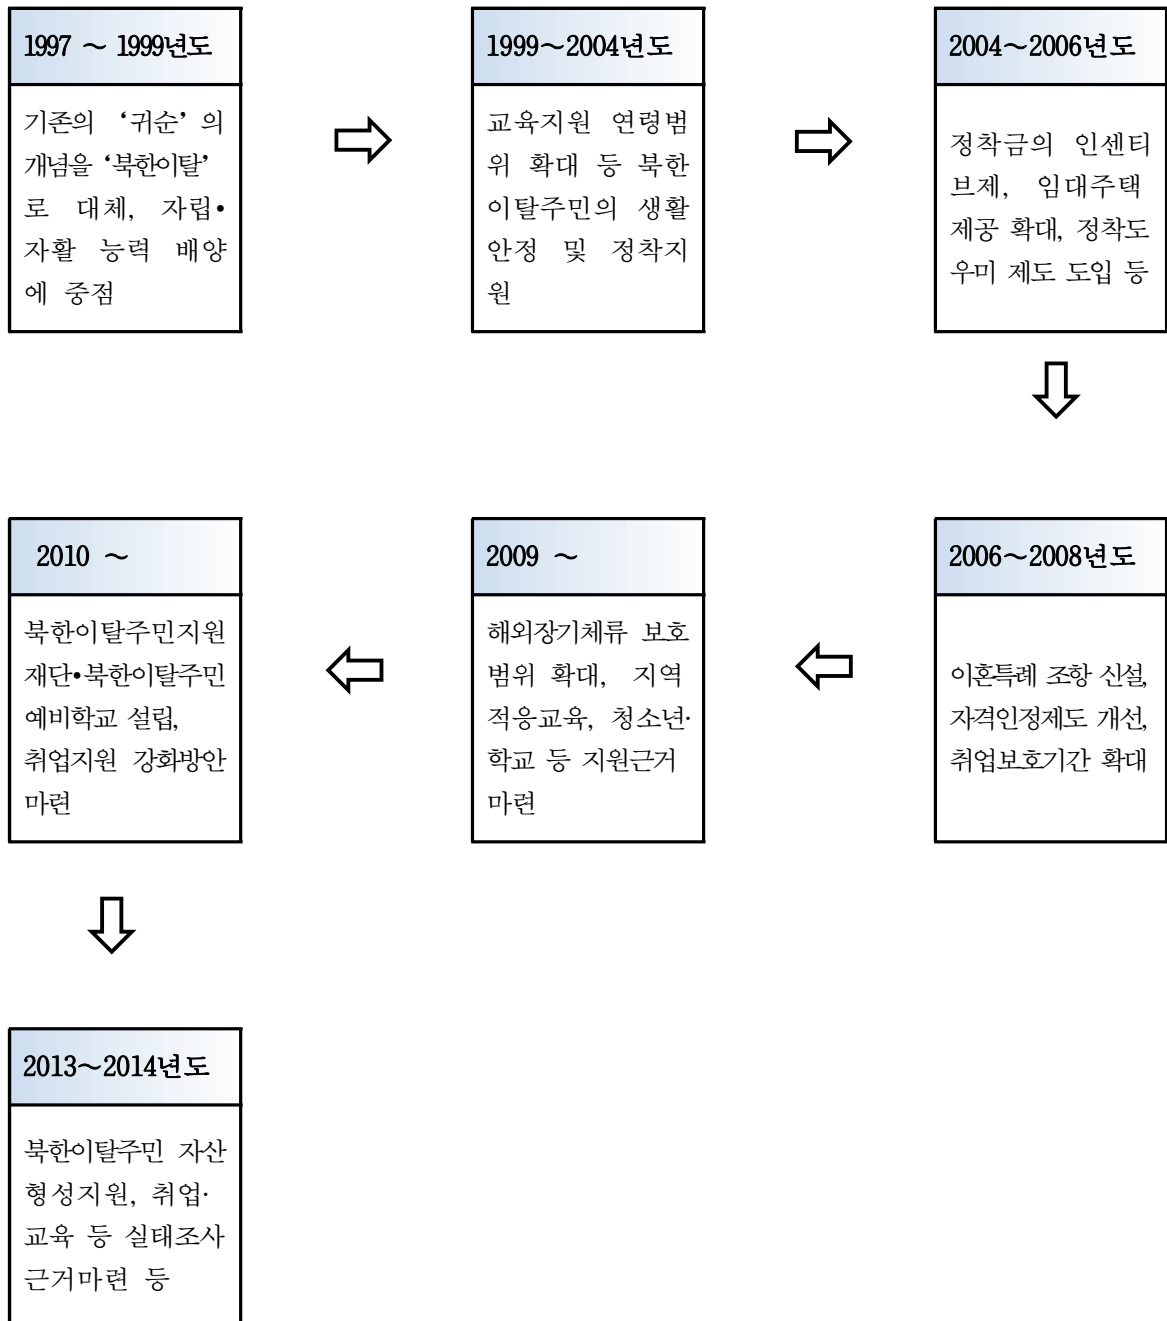 1997 ～ 1999년도
기존의 ‘귀순’ 의
개념을 ‘북한이탈’
로 대체, 자립•
자활 능력 배양
에 중점
1999～2004년도
교육지원 연령범
위 확대 등 북한
이탈주민의 생활
안정 및 정착지
원
2004～2006년도
정착금의 인센티
브제, 임대주택
제공 확대, 정착도
우미 제도 도입 등
2006～2008년도
이혼특례 조항 신설,
자격인정제도 개선,
취업보호기간 확대
2009 ～
해외장기체류 보호
범위 확대, 지역
적응교육, 청소년·
학교 등 지원근거
마련
2010 ～
북한이탈주민지원
재단•북한이탈주민
예비학교 설립,
취업지원 강화방안
마련
2013～2014년도
북한이탈주민 자산
형성지원, 취업·
교육 등 실태조사
근거마련 등